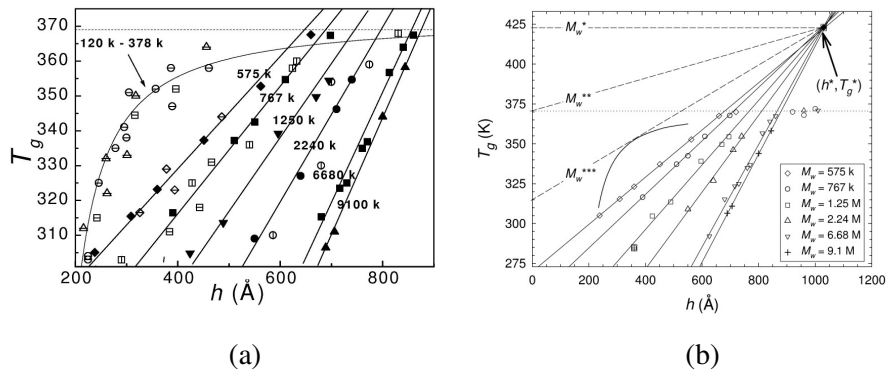 370
360
350
340
330
320
310
T_g
-120 k - 378 k
575 k
767 k
1250 k
2240 k
6680 k
9100 k
200 400 600 800
h (Å)
(a)
425
400
375
350
325
300
275
T_g (K)
M_w*
M_w**
M_w***
(h*,T_g*)
M_w = 575 k
M_w = 767 k
M_w = 1.25 M
M_w = 2.24 M
M_w = 6.68 M
M_w = 9.1 M
0 200 400 600 800 1000 1200
h (Å)
(b)